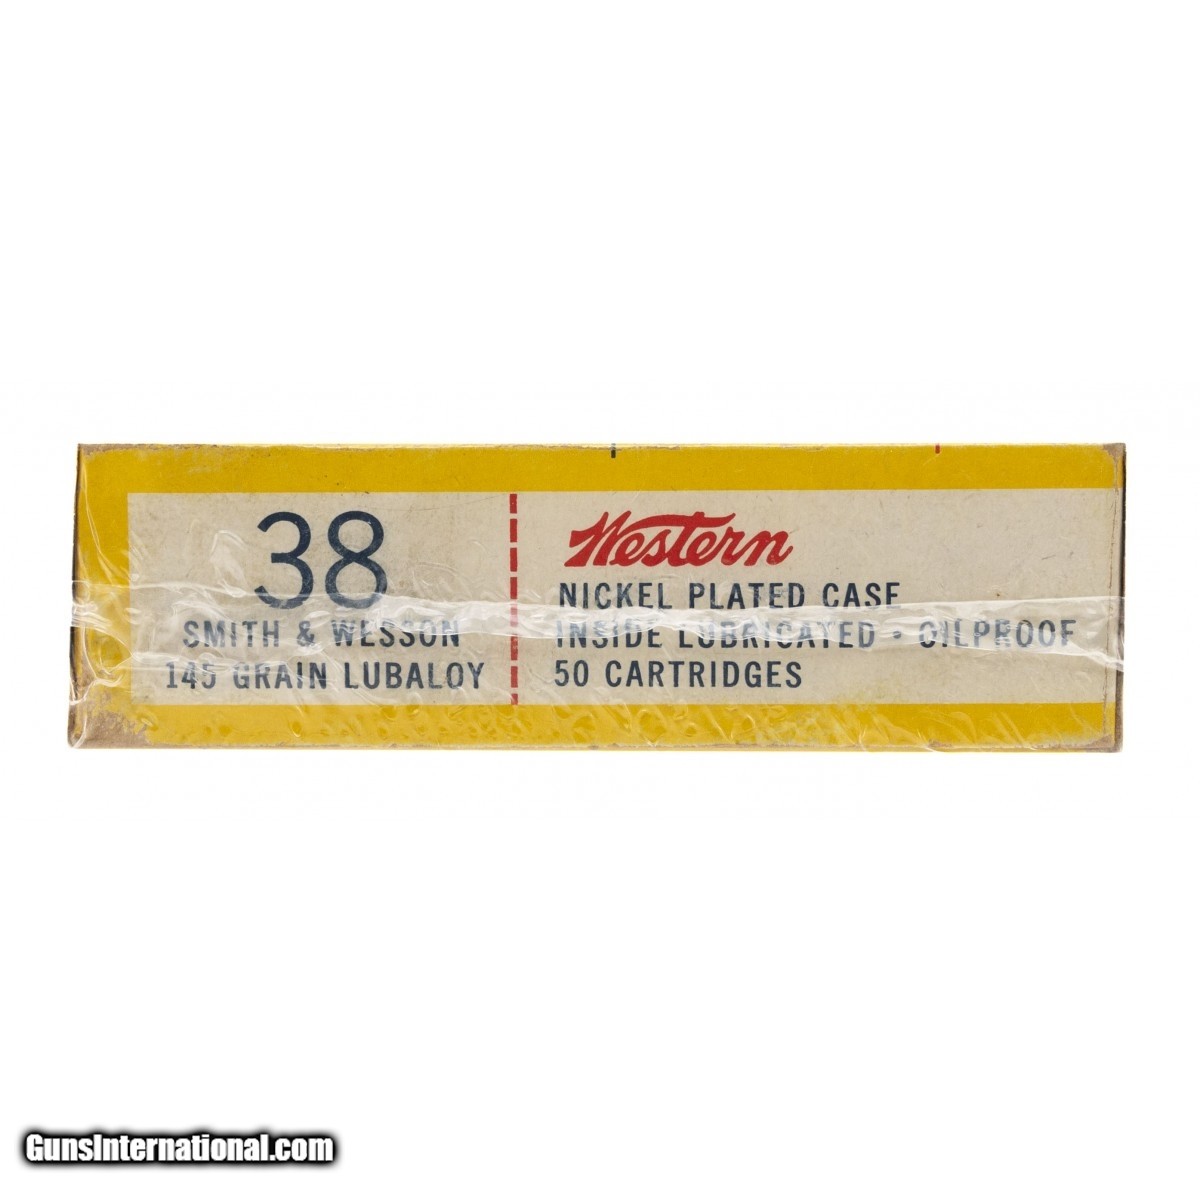 38
SMITH & WESSON
145 GRAIN LUBALOY
Western
NICKEL PLATED CASE
INSIDE LUBRICATED • OILPROOF
50 CARTRIDGES
GunsInternational.com